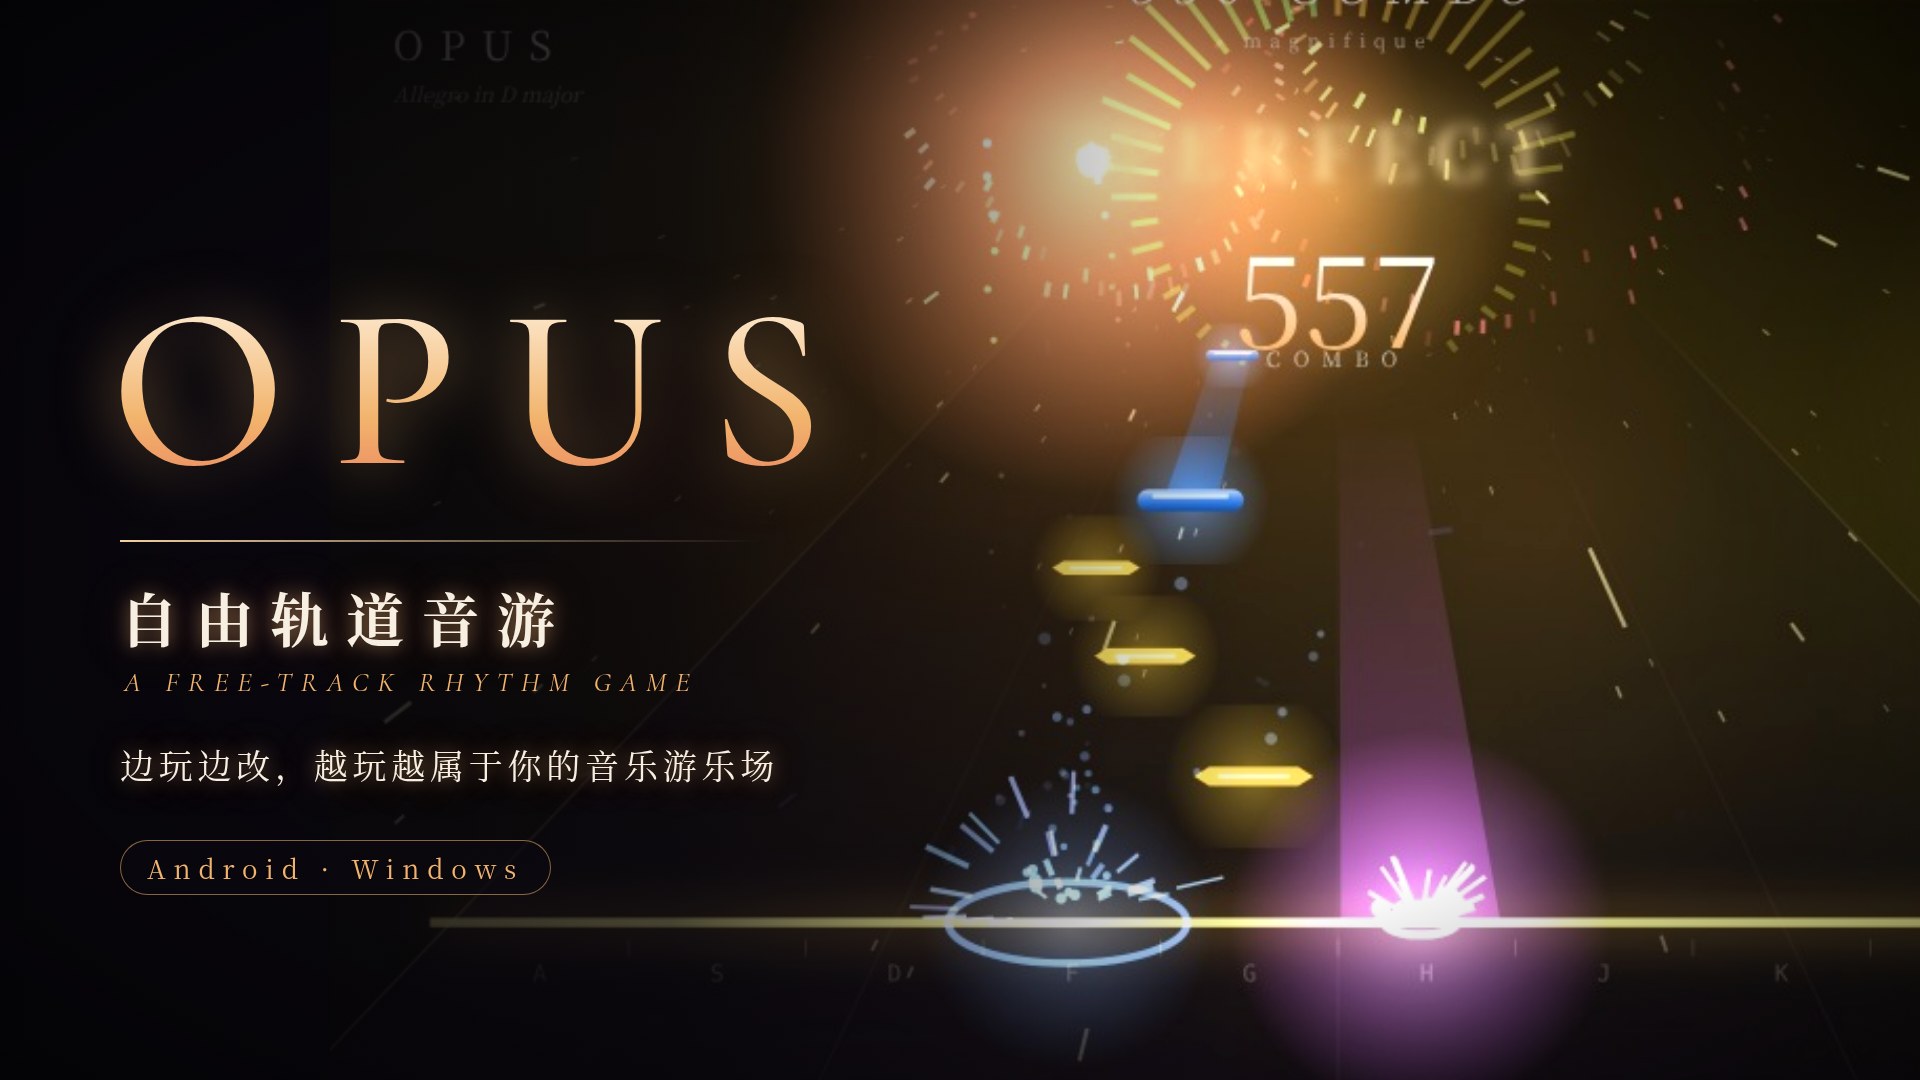 OPUS
Allegro in D major
magnifique
PERFECT
557
COMBO
OPUS
自由轨道音游
A FREE-TRACK RHYTHM GAME
边玩边改，越玩越属于你的音乐游乐场
Android · Windows
A S D F G H J K